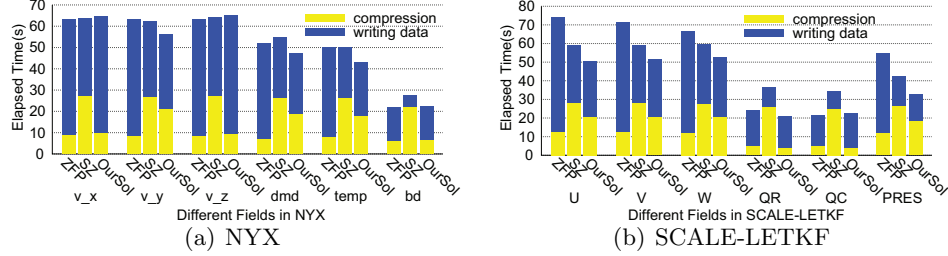 70
60
50
40
30
20
10
0
Elapsed Time(s)
compression
writing data
ZFP SZ OurSol ZFP SZ OurSol ZFP SZ OurSol ZFP SZ OurSol ZFP SZ OurSol ZFP SZ OurSol
v_x v_y v_z dmd temp bd
Different Fields in NYX
(a) NYX
80
70
60
50
40
30
20
10
0
Elapsed Time(s)
compression
writing data
ZFP SZ OurSol ZFP SZ OurSol ZFP SZ OurSol ZFP SZ OurSol ZFP SZ OurSol ZFP SZ OurSol
U V W QR QC PRES
Different Fields in SCALE-LETKF
(b) SCALE-LETKF